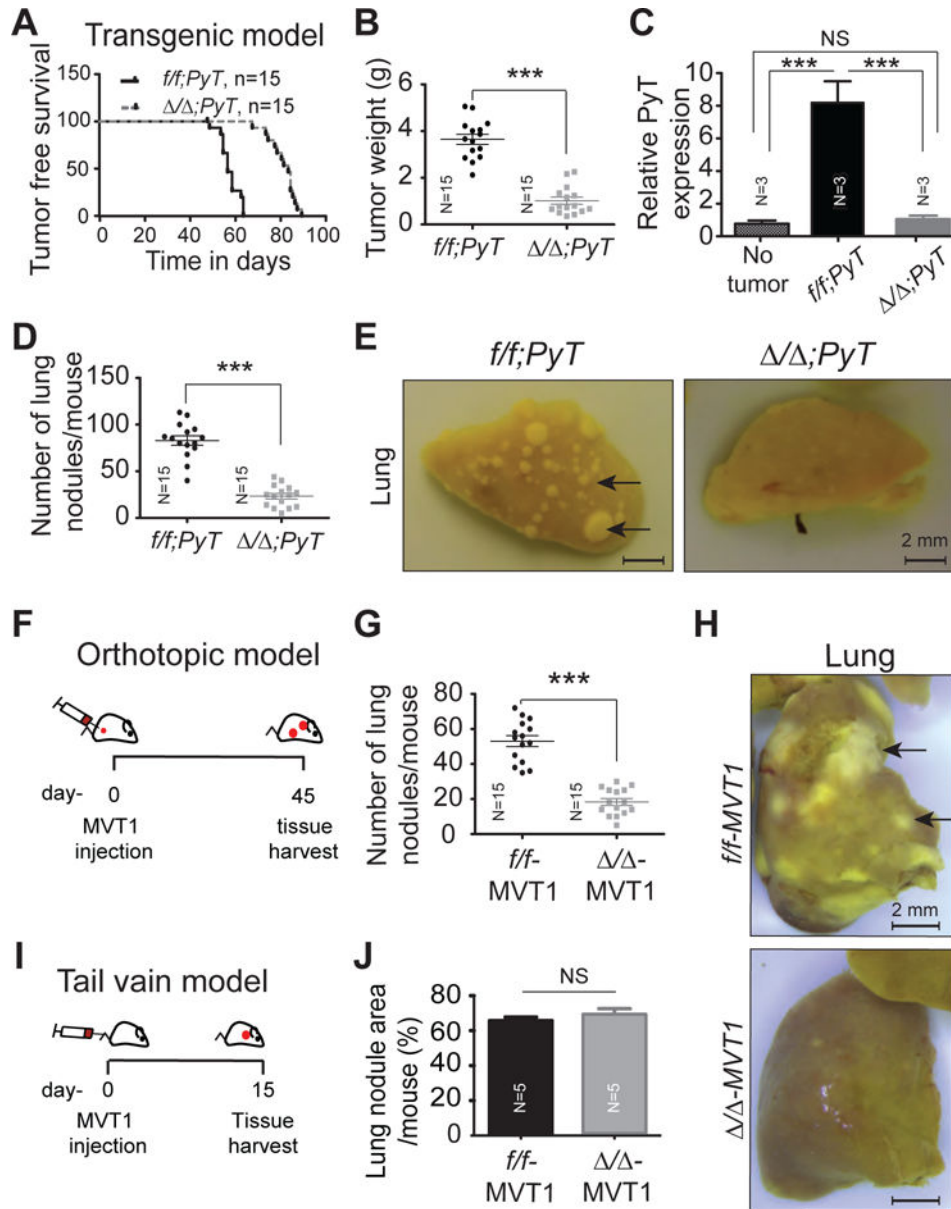 A
Transgenic model
f/f;PyT, n=15
Δ/Δ;PyT, n=15
Tumor free survival
150
100
50
0
0 20 40 60 80 100
Time in days
B
Tumor weight (g)
6
4
2
0
***
N=15
N=15
f/f;PyT
Δ/Δ;PyT
C
Relative PyT
expression
10
8
6
4
2
0
NS
***
***
N=3
N=3
N=3
No
tumor
f/f;PyT
Δ/Δ;PyT
D
Number of lung
nodules/mouse
150
100
50
0
***
N=15
N=15
f/f;PyT
Δ/Δ;PyT
E
f/f;PyT
Δ/Δ;PyT
Lung
2 mm
F
Orthotopic model
day- 0 45
MVT1
injection
tissue
harvest
G
Number of lung
nodules/mouse
80
60
40
20
0
***
N=15
N=15
f/f-
MVT1
Δ/Δ-
MVT1
H
Lung
f/f-MVT1
2 mm
Δ/Δ-MVT1
I
Tail vain model
day- 0 15
MVT1
injection
Tissue
harvest
J
Lung nodule area
/mouse (%)
100
80
60
40
20
0
NS
N=5
N=5
f/f-
MVT1
Δ/Δ-
MVT1